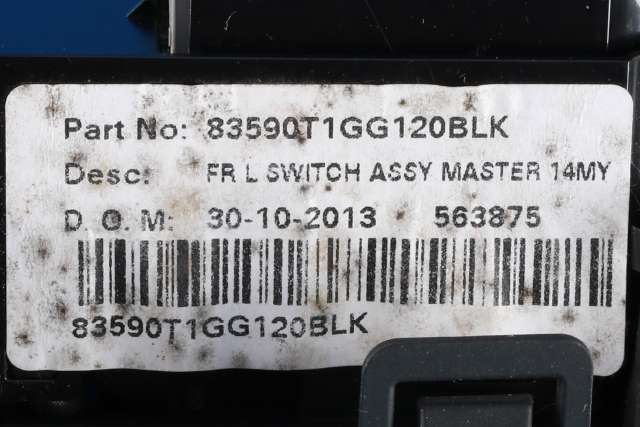 Part No: 83590T1GG120BLK
Desc: FR L SWITCH ASSY MASTER 14MY
D. O. M: 30-10-2013 563875
83590T1GG120BLK